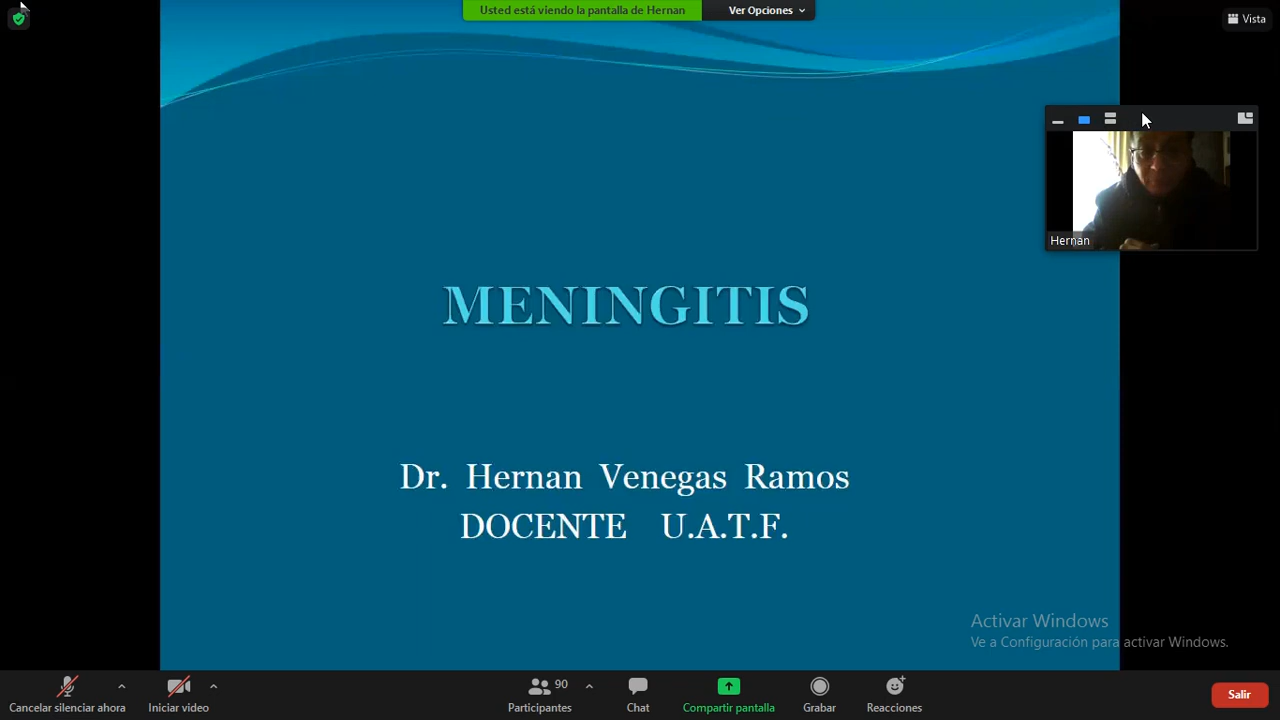 Usted está viendo la pantalla de Hernan
Ver Opciones
Vista
Hernan
MENINGITIS
Dr. Hernan Venegas Ramos
DOCENTE U.A.T.F.
Activar Windows
Ve a Configuración para activar Windows.
Cancelar silenciar ahora
Iniciar video
90
Participantes
Chat
Compartir pantalla
Grabar
Reacciones
Salir